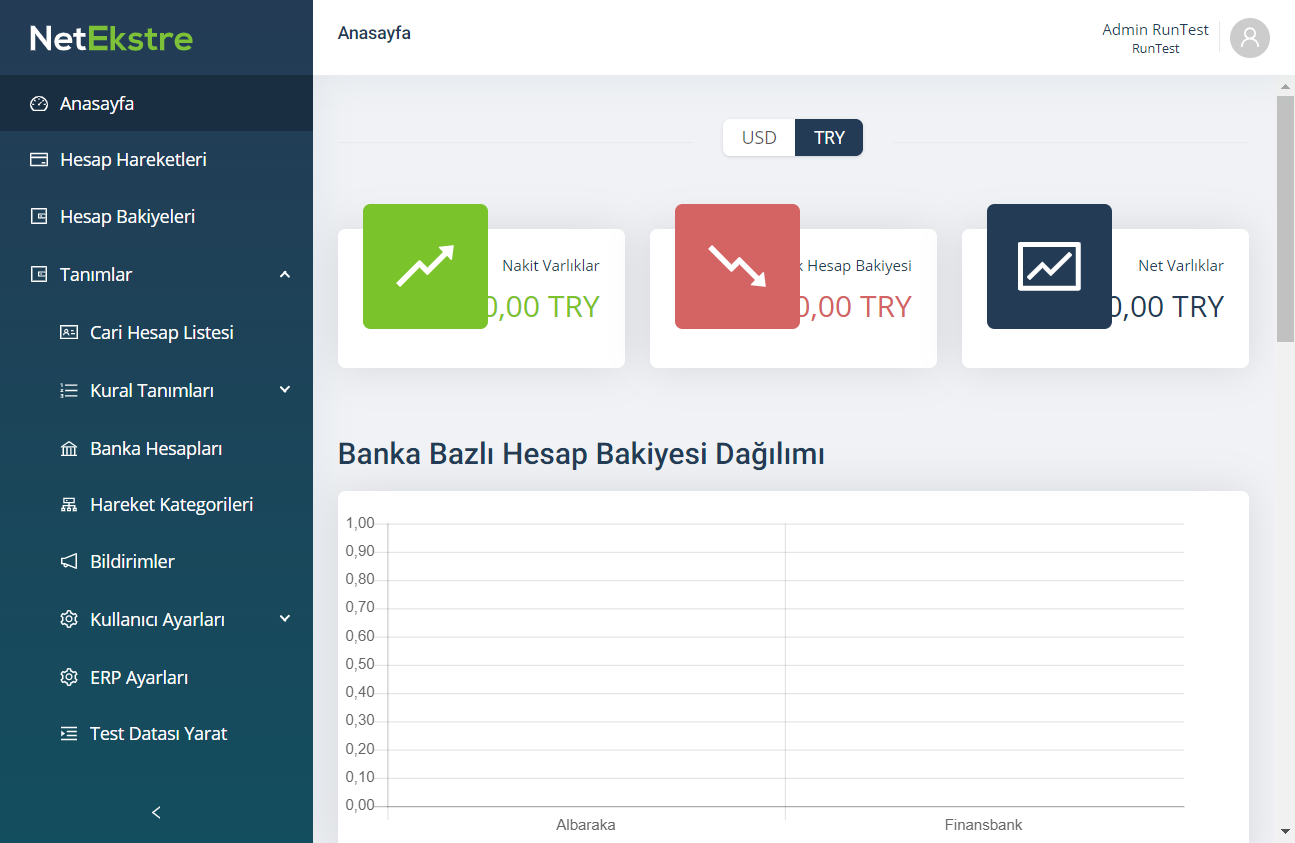 NetEkstre
Anasayfa
Hesap Hareketleri
Hesap Bakiyeleri
Tanımlar
Cari Hesap Listesi
Kural Tanımları
Banka Hesapları
Hareket Kategorileri
Bildirimler
Kullanıcı Ayarları
ERP Ayarları
Test Datası Yarat
Anasayfa
Admin RunTest
RunTest
USD TRY
Nakit Varlıklar
0,00 TRY
Hesap Bakiyesi
0,00 TRY
Net Varlıklar
0,00 TRY
Banka Bazlı Hesap Bakiyesi Dağılımı
1,00
0,90
0,80
0,70
0,60
0,50
0,40
0,30
0,20
0,10
0,00
Albaraka Finansbank